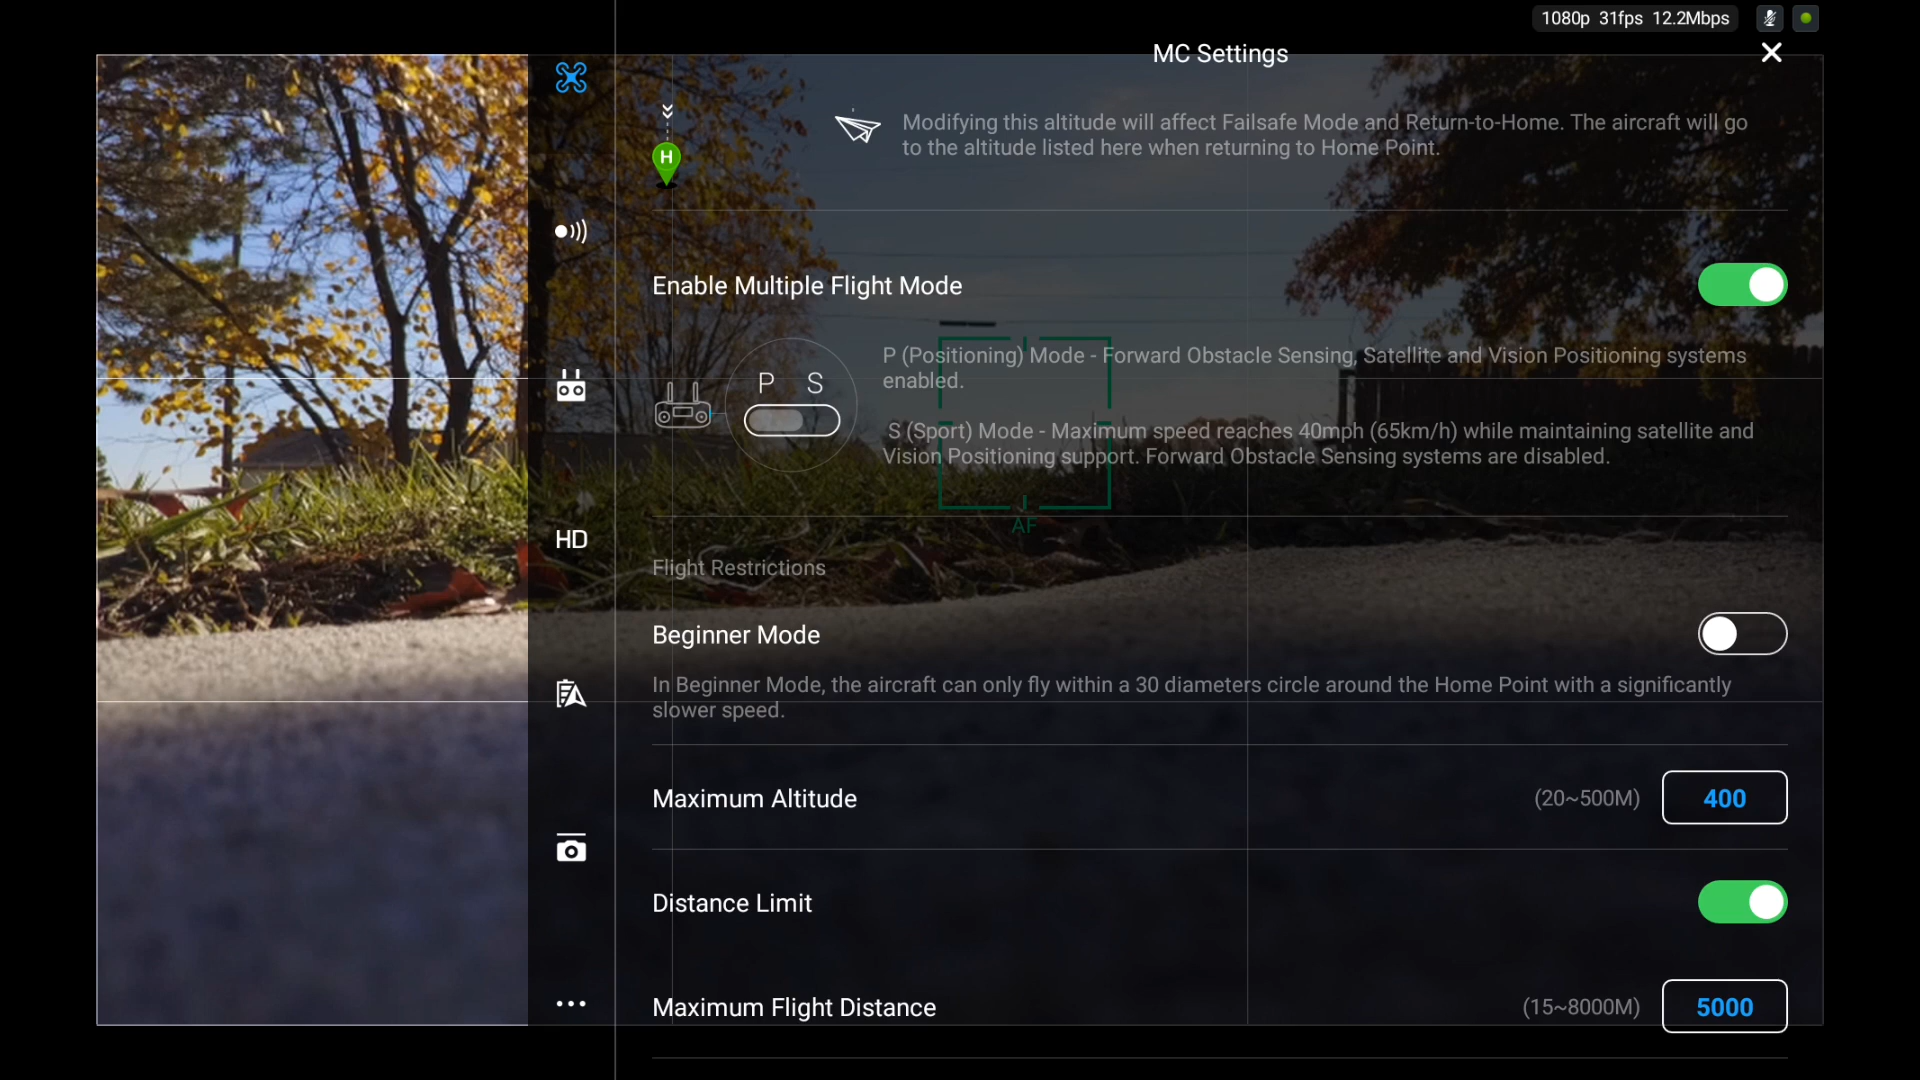 1080p 31fps 12.2Mbps
MC Settings
H
Modifying this altitude will affect Failsafe Mode and Return-to-Home. The aircraft will go
to the altitude listed here when returning to Home Point.
Enable Multiple Flight Mode
P S
P (Positioning) Mode - Forward Obstacle Sensing, Satellite and Vision Positioning systems
enabled.
S (Sport) Mode - Maximum speed reaches 40mph (65km/h) while maintaining satellite and
Vision Positioning support. Forward Obstacle Sensing systems are disabled.
AF
HD
Flight Restrictions
Beginner Mode
In Beginner Mode, the aircraft can only fly within a 30 diameters circle around the Home Point with a significantly
slower speed.
Maximum Altitude (20~500M) 400
Distance Limit
Maximum Flight Distance (15~8000M) 5000